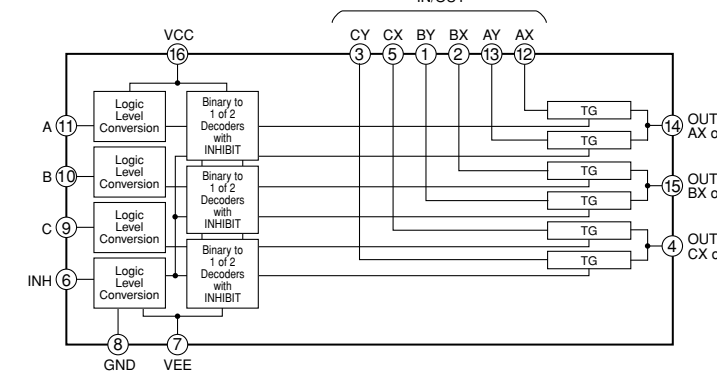 IN/OUT
VCC CY CX BY BX AY AX
16 3 5 1 2 13 12
Logic
Level
Conversion
Binary to
1 of 2
Decoders
with
INHIBIT
TG
A 11
14 OUT
AX o
TG
Logic
Level
Conversion
B 10
Binary to
1 of 2
Decoders
with
INHIBIT
TG
15 OUT
BX o
TG
Logic
Level
Conversion
C 9
Binary to
1 of 2
Decoders
with
INHIBIT
TG
4 OUT
CX o
TG
Logic
Level
Conversion
INH 6
8 7
GND VEE